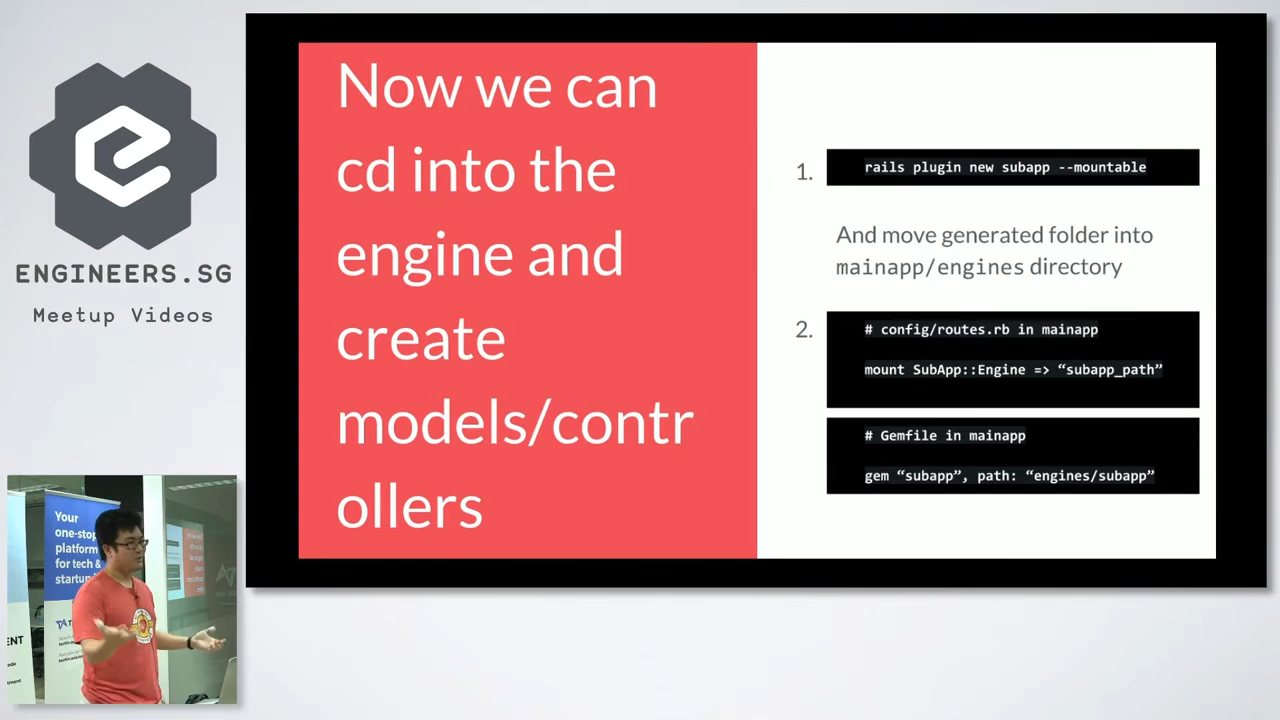 ENGINEERS.SG
Meetup Videos
Now we can
cd into the
engine and
create
models/contr
ollers
1.
rails plugin new subapp --mountable
And move generated folder into
mainapp/engines directory
2.
# config/routes.rb in mainapp
mount SubApp::Engine => “subapp_path”
# Gemfile in mainapp
gem “subapp”, path: “engines/subapp”
Your
one-stop
platform
for tech &
startup